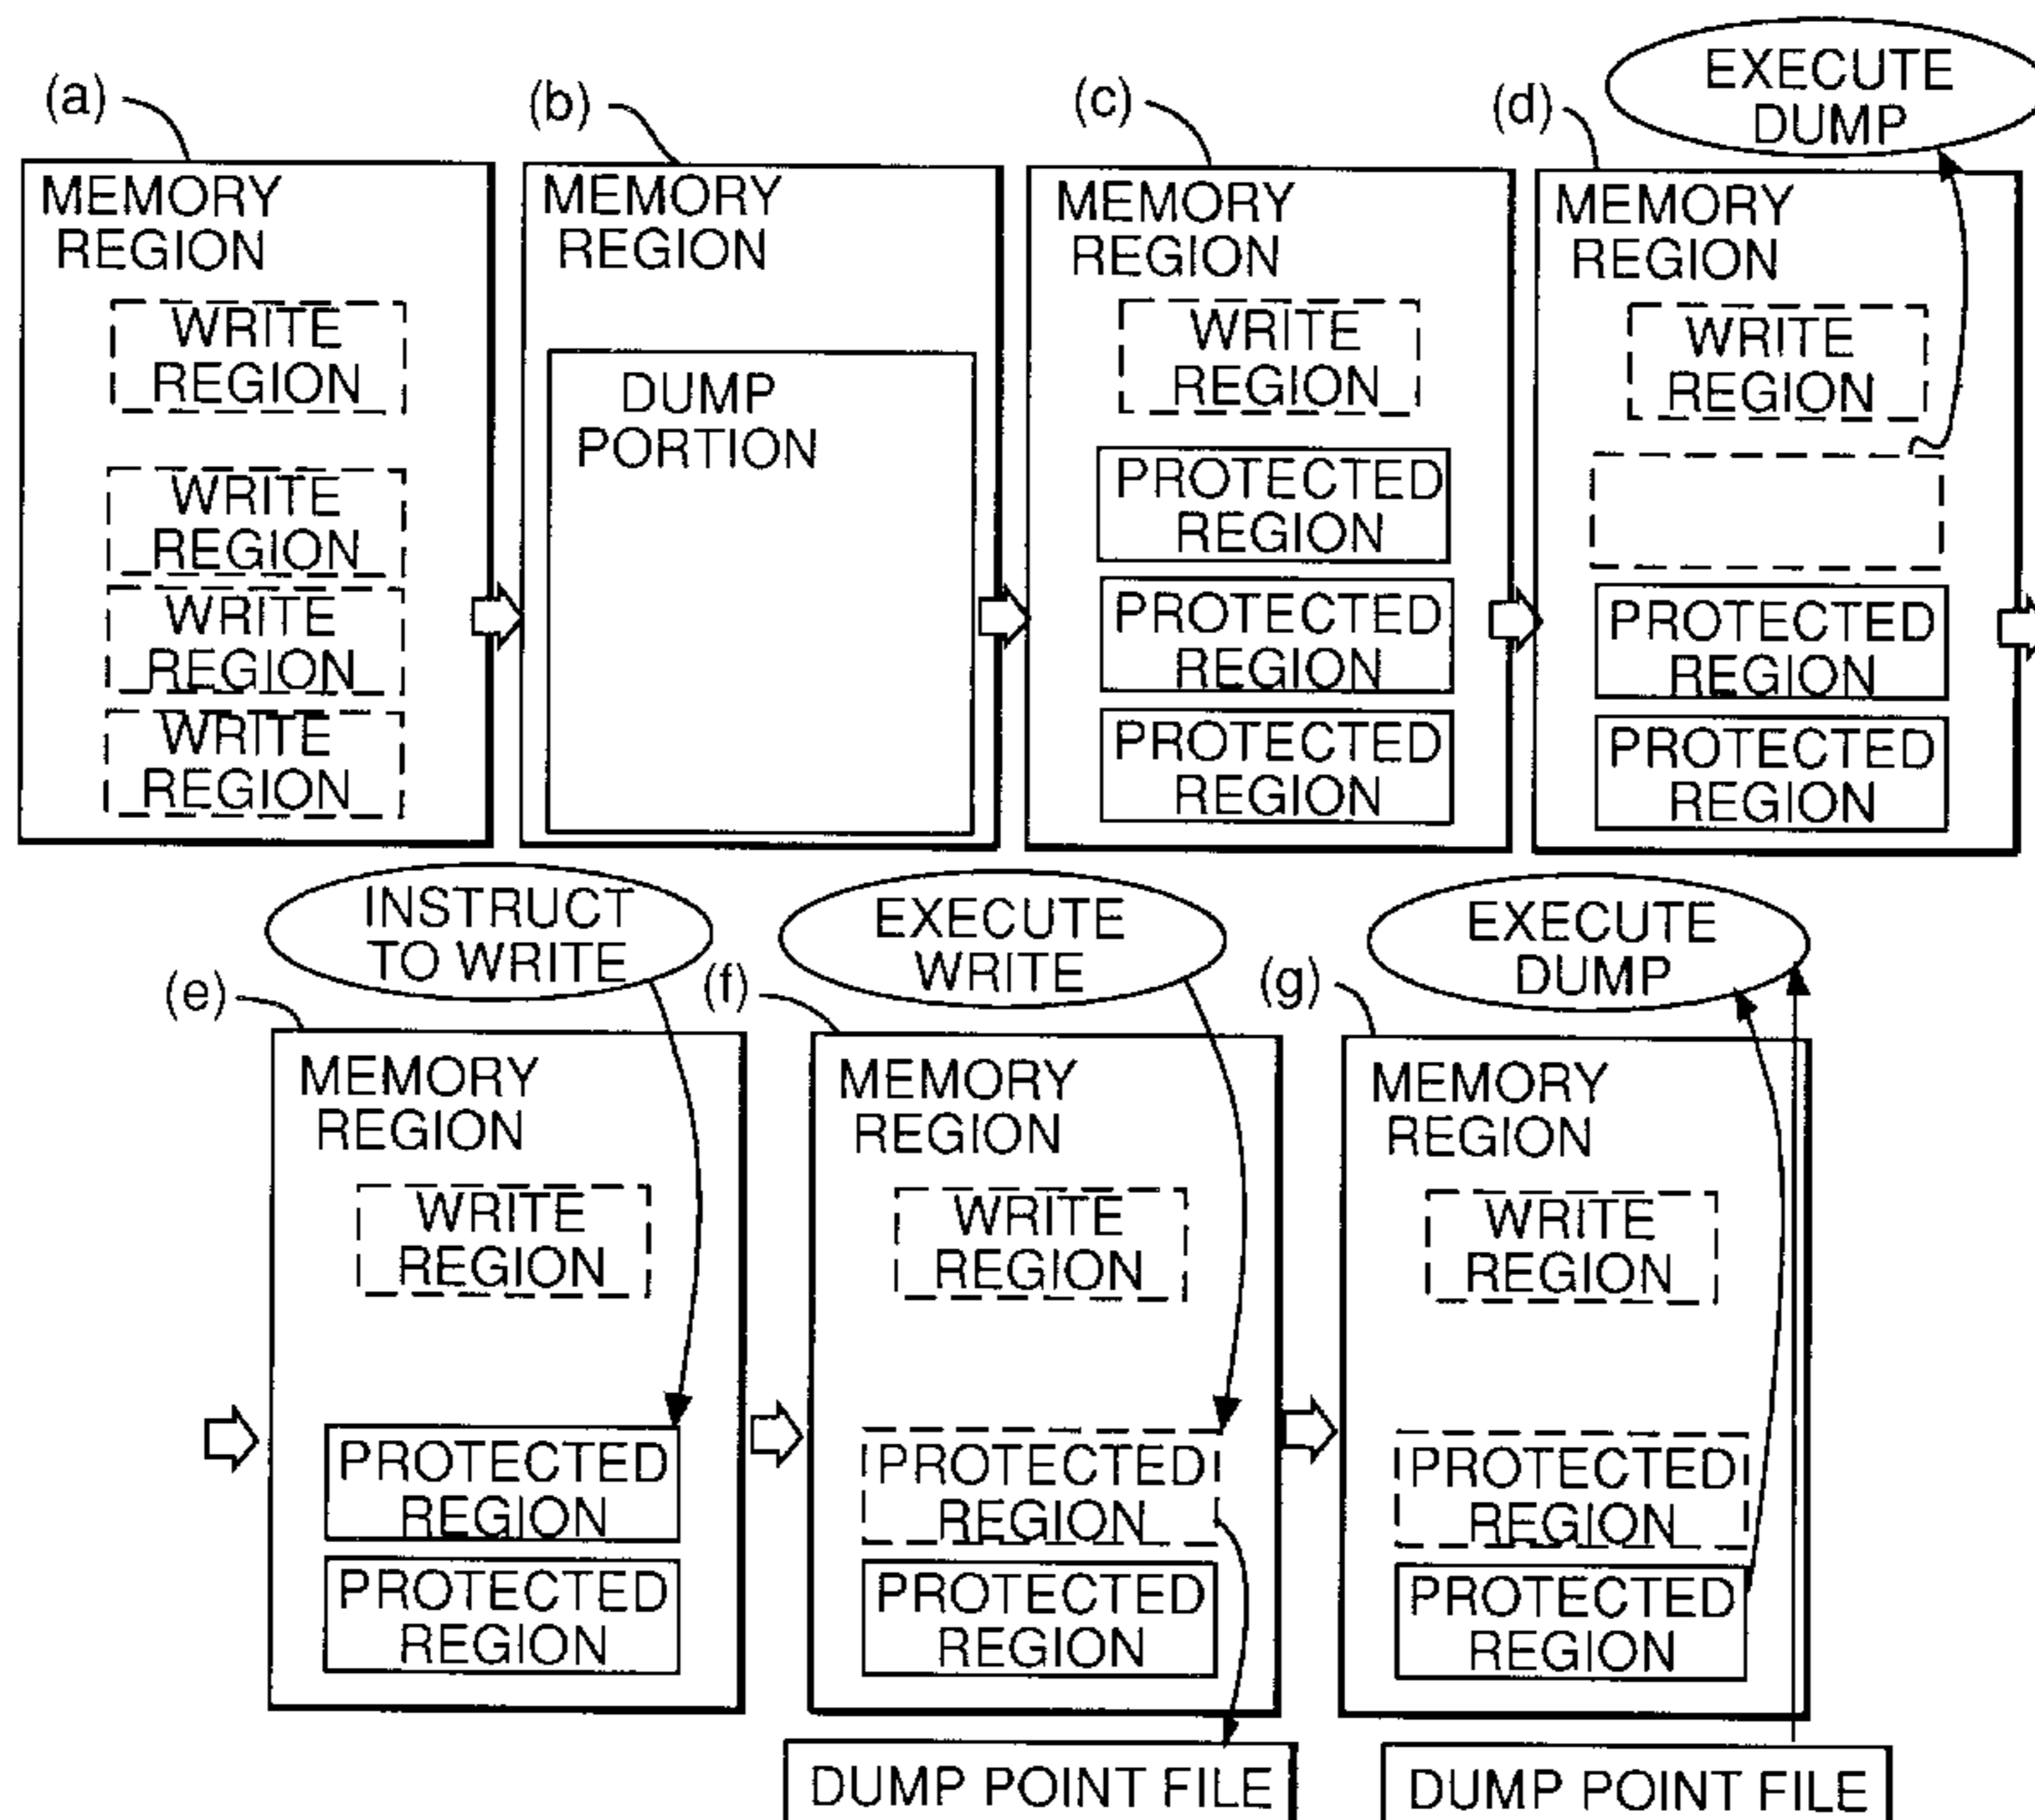 (a)
MEMORY
REGION
WRITE
REGION
WRITE
REGION
WRITE
REGION
WRITE
REGION
(b)
MEMORY
REGION
DUMP
PORTION
(c)
MEMORY
REGION
WRITE
REGION
PROTECTED
REGION
PROTECTED
REGION
PROTECTED
REGION
(d)
EXECUTE
DUMP
MEMORY
REGION
WRITE
REGION
PROTECTED
REGION
PROTECTED
REGION
(e)
INSTRUCT
TO WRITE
MEMORY
REGION
WRITE
REGION
PROTECTED
REGION
PROTECTED
REGION
(f)
EXECUTE
WRITE
MEMORY
REGION
WRITE
REGION
PROTECTED
REGION
PROTECTED
REGION
DUMP POINT FILE
(g)
EXECUTE
DUMP
MEMORY
REGION
WRITE
REGION
PROTECTED
REGION
PROTECTED
REGION
DUMP POINT FILE